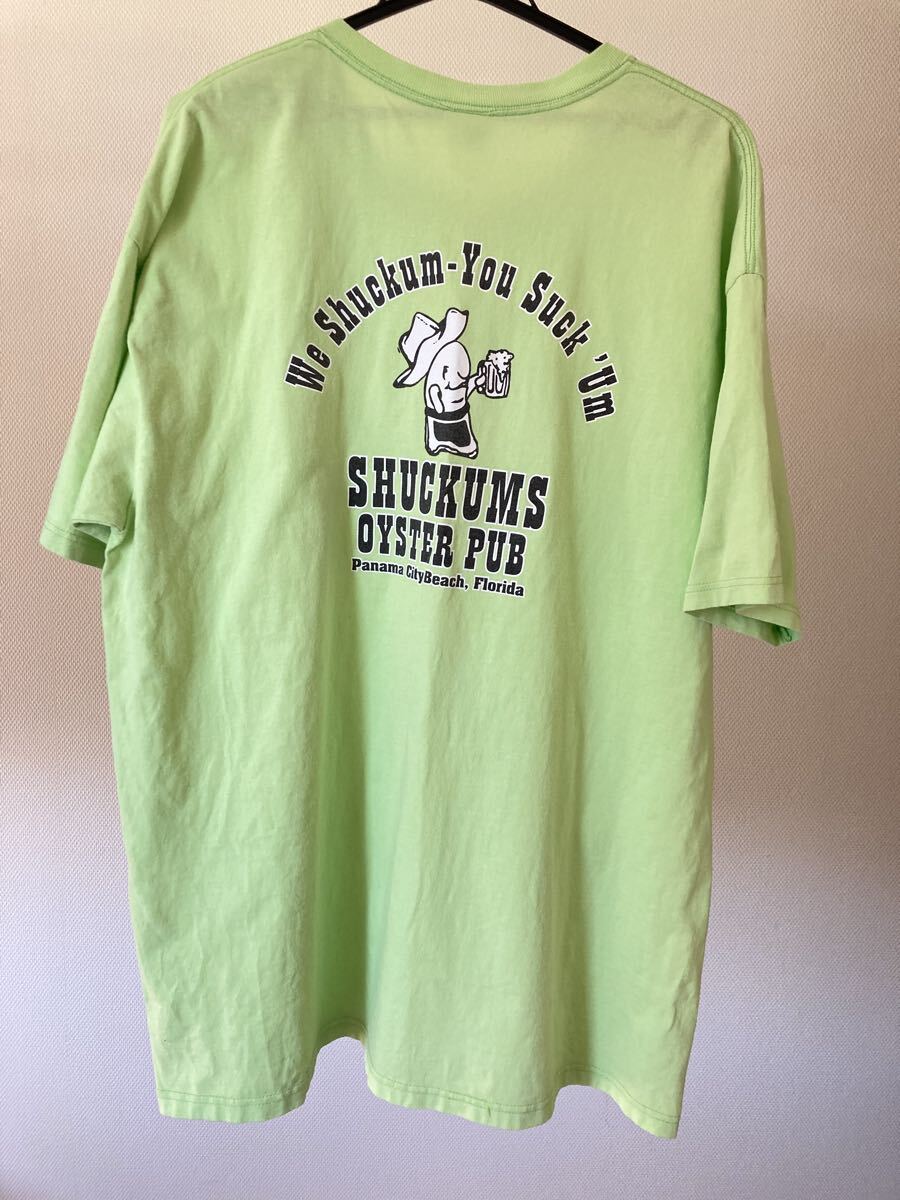 We Shuckum-You Suck 'Um
SHUCKUMS
OYSTER PUB
Panama CityBeach, Florida